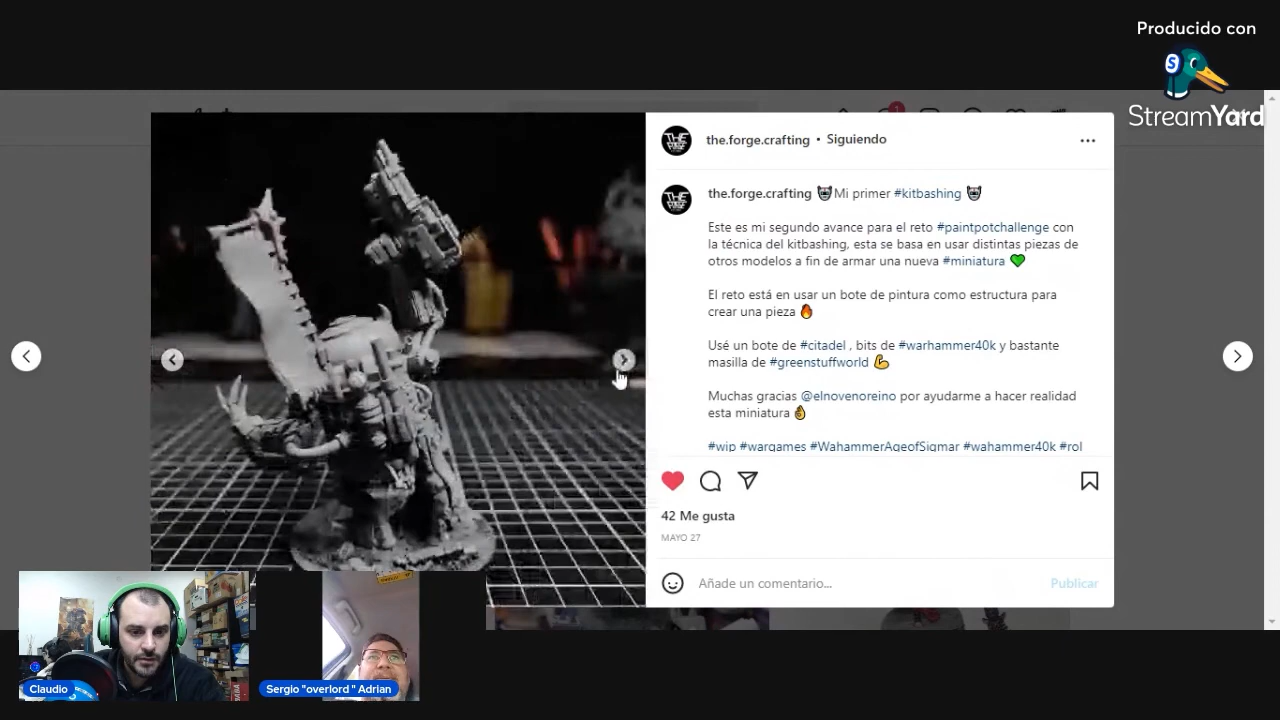 Producido con
StreamYard
the.forge.crafting • Siguiendo
the.forge.crafting 🐺Mi primer #kitbashing 🐺
Este es mi segundo avance para el reto #paintpotchallenge con
la técnica del kitbashing, esta se basa en usar distintas piezas de
otros modelos a fin de armar una nueva #miniatura 💚
El reto está en usar un bote de pintura como estructura para
crear una pieza 🔥
Usé un bote de #citadel , bits de #warhammer40k y bastante
masilla de #greenstuffworld 💪
Muchas gracias @elnovenoreino por ayudarme a hacer realidad
esta miniatura 👌
#wip #wargames #WahammerAgeofSigmar #wahammer40k #rol
42 Me gusta
MAYO 27
Añade un comentario...
Publicar
Claudio
Sergio "overlord " Adrian